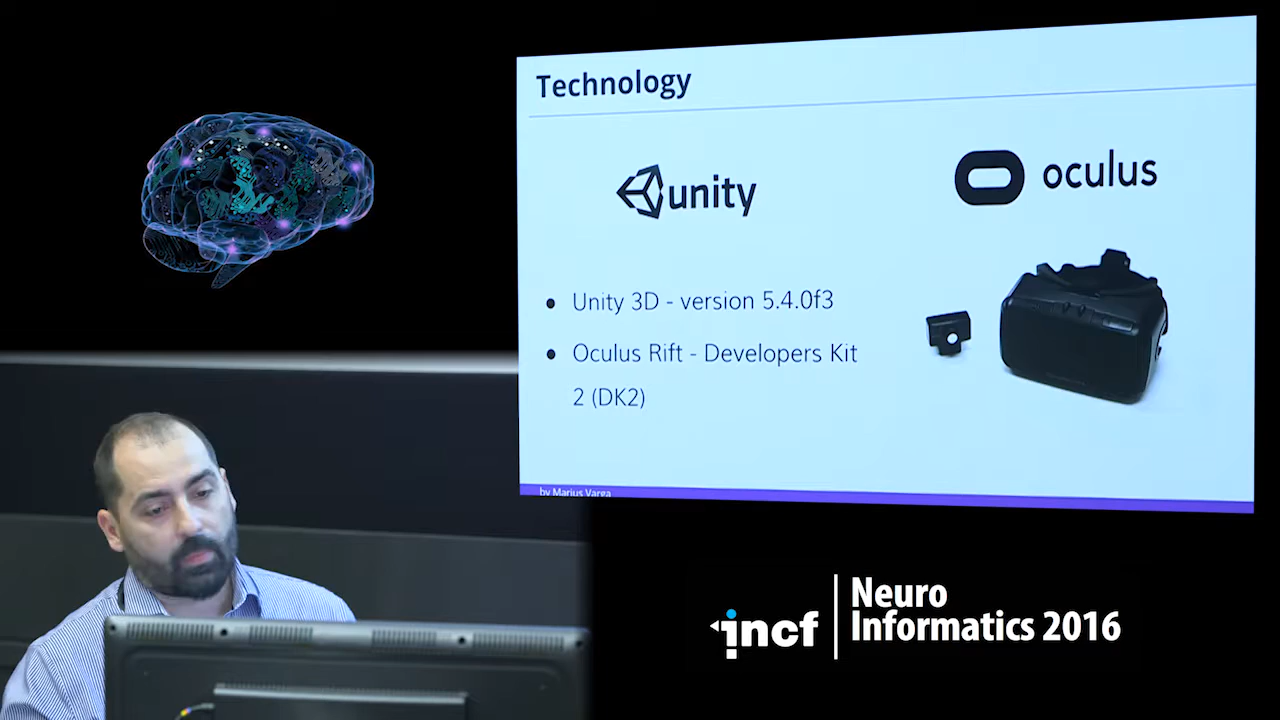 Technology
unity
oculus
● Unity 3D - version 5.4.0f3
● Oculus Rift - Developers Kit
2 (DK2)
by Marius Varga
incf
Neuro
Informatics 2016